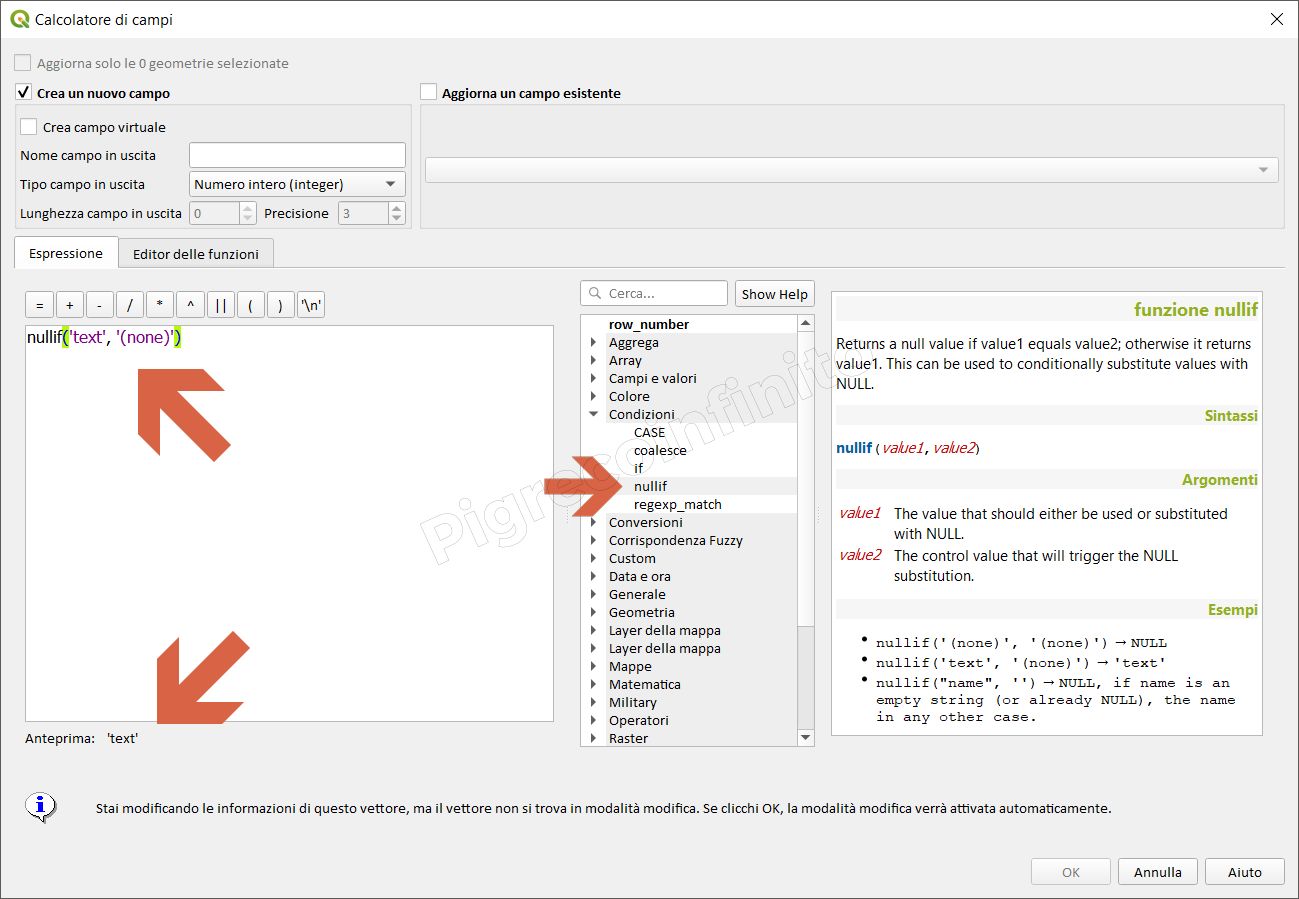 Calcolatore di campi
Aggiorna solo le 0 geometrie selezionate
Crea un nuovo campo
Aggiorna un campo esistente
Crea campo virtuale
Nome campo in uscita
Tipo campo in uscita
Numero intero (integer)
Lunghezza campo in uscita
0
Precisione
3
Espressione
Editor delle funzioni
=
+
-
/
*
^
||
(
)
'\n'
nullif('text', '(none)')
Anteprima: 'text'
Cerca...
Show Help
row_number
Aggrega
Array
Campi e valori
Colore
Condizioni
CASE
coalesce
if
nullif
regexp_match
Conversioni
Corrispondenza Fuzzy
Custom
Data e ora
Generale
Geometria
Layer della mappa
Layer della mappa
Mappe
Matematica
Military
Operatori
Raster
funzione nullif
Returns a null value if value1 equals value2; otherwise it returns
value1. This can be used to conditionally substitute values with
NULL.
Sintassi
nullif(value1, value2)
Argomenti
value1 The value that should either be used or substituted
with NULL.
value2 The control value that will trigger the NULL
substitution.
Esempi
• nullif('(none)', '(none)') → NULL
• nullif('text', '(none)') → 'text'
• nullif("name", '') → NULL, if name is an
empty string (or already NULL), the name
in any other case.
Pigrecoinfinito
Stai modificando le informazioni di questo vettore, ma il vettore non si trova in modalità modifica. Se clicchi OK, la modalità modifica verrà attivata automaticamente.
OK
Annulla
Aiuto